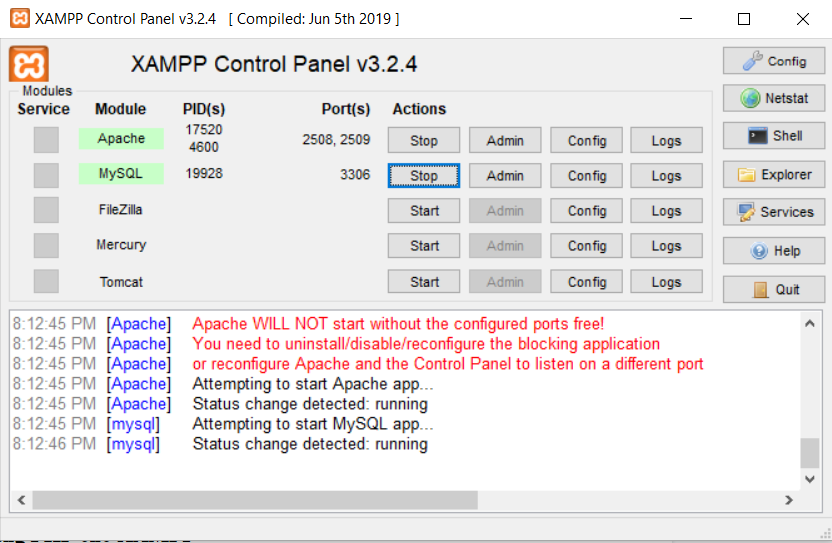 XAMPP Control Panel v3.2.4 [ Compiled: Jun 5th 2019 ]
XAMPP Control Panel v3.2.4
Config
Modules
Service Module PID(s) Port(s) Actions
Netstat
Apache 17520 4600 2508, 2509 Stop Admin Config Logs
Shell
MySQL 19928 3306 Stop Admin Config Logs
Explorer
FileZilla Start Admin Config Logs
Services
Mercury Start Admin Config Logs
Help
Tomcat Start Admin Config Logs
Quit
8:12:45 PM [Apache] Apache WILL NOT start without the configured ports free!
8:12:45 PM [Apache] You need to uninstall/disable/reconfigure the blocking application
8:12:45 PM [Apache] or reconfigure Apache and the Control Panel to listen on a different port
8:12:45 PM [Apache] Attempting to start Apache app...
8:12:45 PM [Apache] Status change detected: running
8:12:45 PM [mysql] Attempting to start MySQL app...
8:12:46 PM [mysql] Status change detected: running